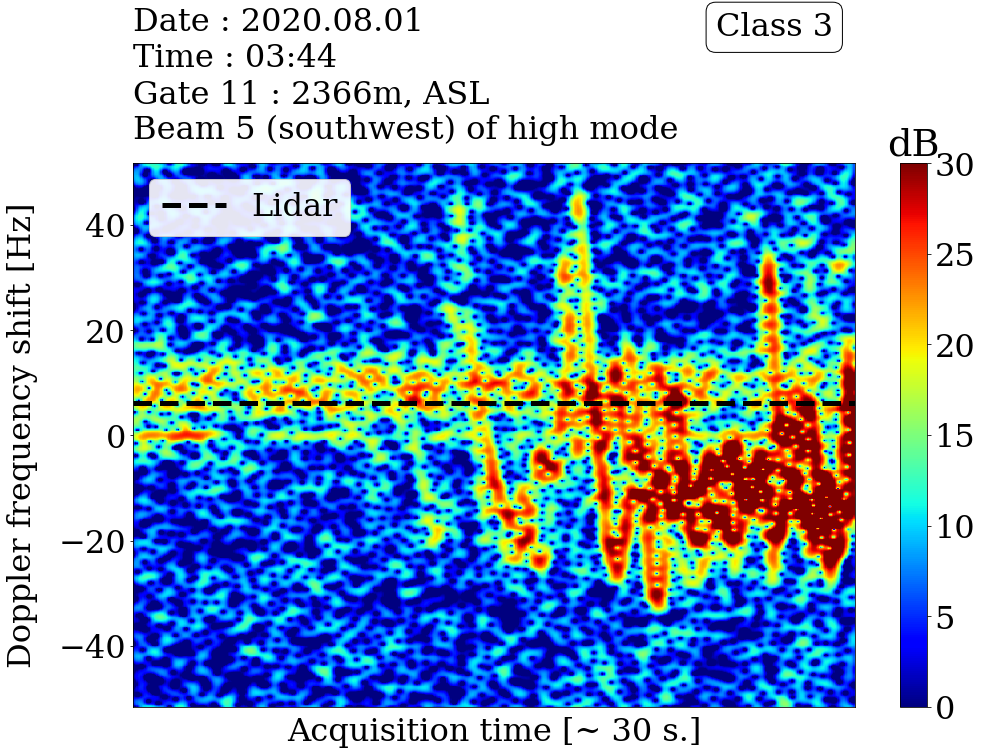 Date : 2020.08.01
Class 3
Time : 03:44
Gate 11 : 2366m, ASL
Beam 5 (southwest) of high mode
dB
Lidar
Doppler frequency shift [Hz]
40
20
0
−20
−40
30
25
20
15
10
5
0
Acquisition time [~ 30 s.]